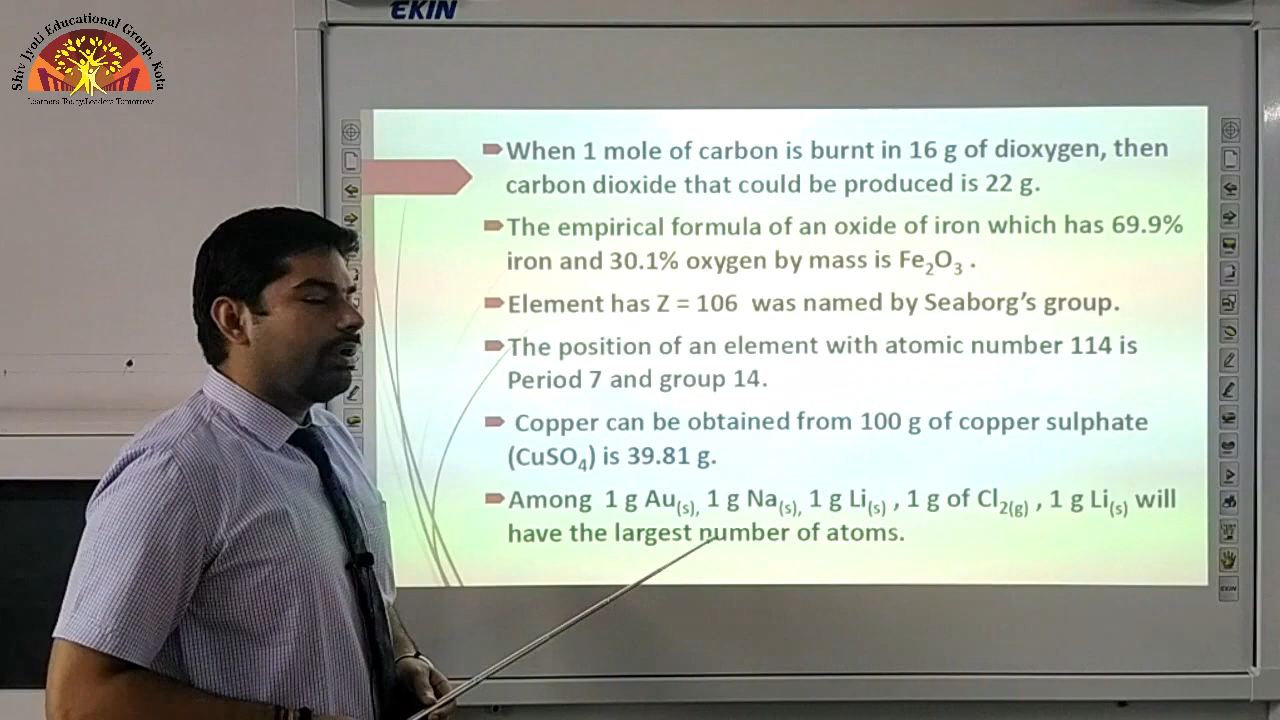 EKIN
Shiv Jyoti Educational Group, Kota
Learners Today, Leaders Tomorrow
When 1 mole of carbon is burnt in 16 g of dioxygen, then
carbon dioxide that could be produced is 22 g.
The empirical formula of an oxide of iron which has 69.9%
iron and 30.1% oxygen by mass is Fe₂O₃ .
Element has Z = 106 was named by Seaborg's group.
The position of an element with atomic number 114 is
Period 7 and group 14.
Copper can be obtained from 100 g of copper sulphate
(CuSO₄) is 39.81 g.
Among 1 g Au(s), 1 g Na(s), 1 g Li(s) , 1 g of Cl2(g) , 1 g Li(s) will
have the largest number of atoms.
EKIN